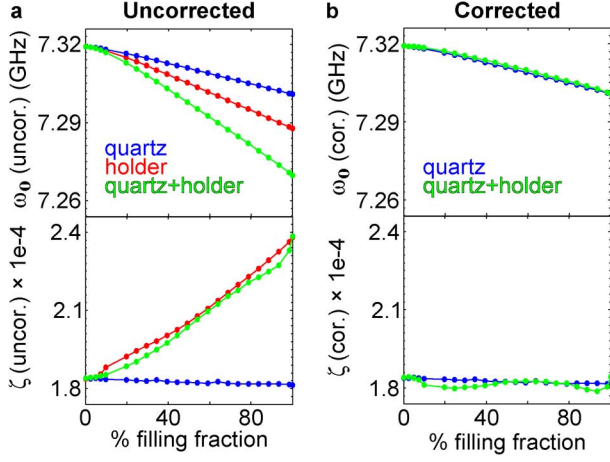 a Uncorrected
ω₀ (uncor.) (GHz)
7.32
7.29
7.26
quartz
holder
quartz+holder
ζ (uncor.) × 1e-4
2.4
2.1
1.8
0 40 80
% filling fraction
b Corrected
ω₀ (cor.) (GHz)
7.32
7.29
7.26
quartz
quartz+holder
ζ (cor.) × 1e-4
2.4
2.1
1.8
0 40 80
% filling fraction